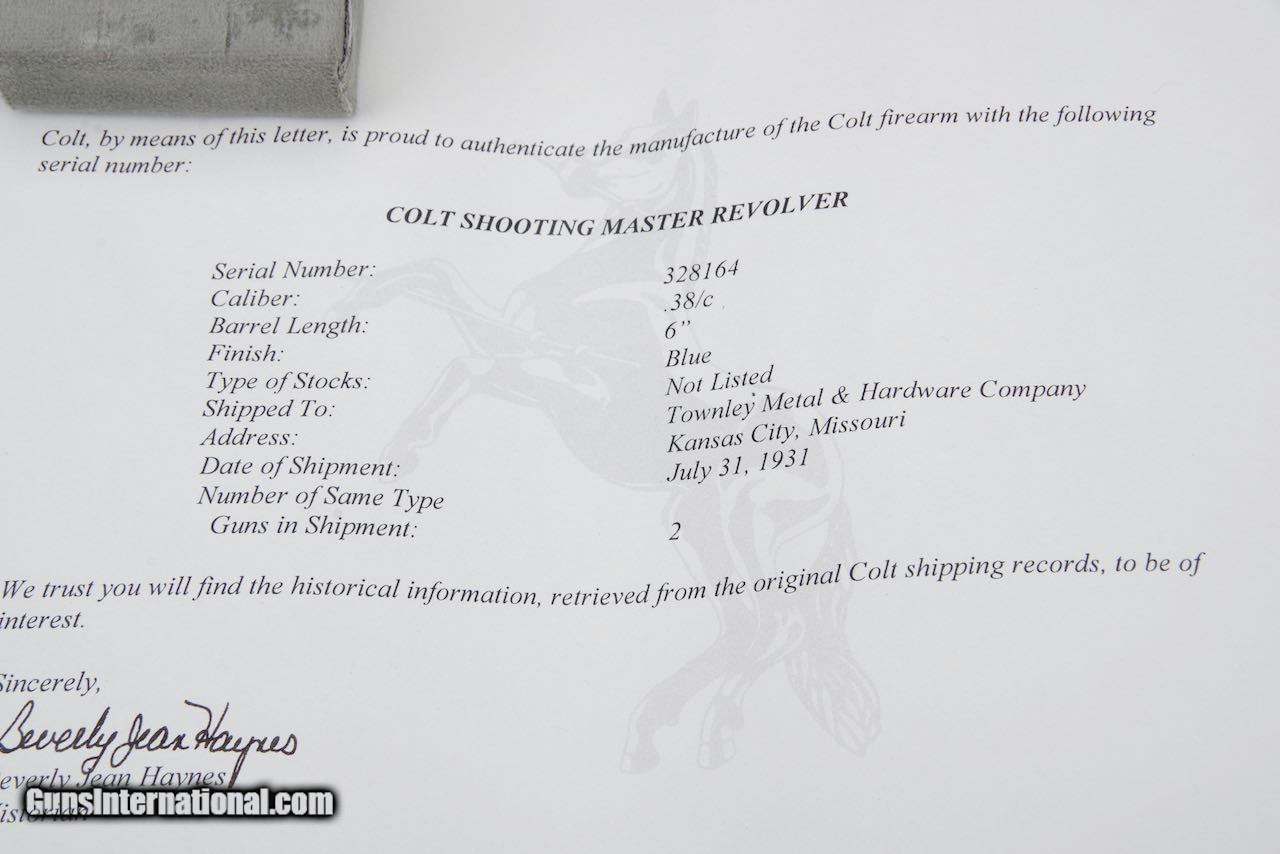 Colt, by means of this letter, is proud to authenticate the manufacture of the Colt firearm with the following
serial number:
COLT SHOOTING MASTER REVOLVER
Serial Number: 328164
Caliber: .38/c
Barrel Length: 6”
Finish: Blue
Type of Stocks: Not Listed
Shipped To: Townley Metal & Hardware Company
Address: Kansas City, Missouri
Date of Shipment: July 31, 1931
Number of Same Type
Guns in Shipment: 2
We trust you will find the historical information, retrieved from the original Colt shipping records, to be of
interest.
Sincerely,
Beverly Jean Haynes
everly Jean Haynes
istorian
GunsInternational.com